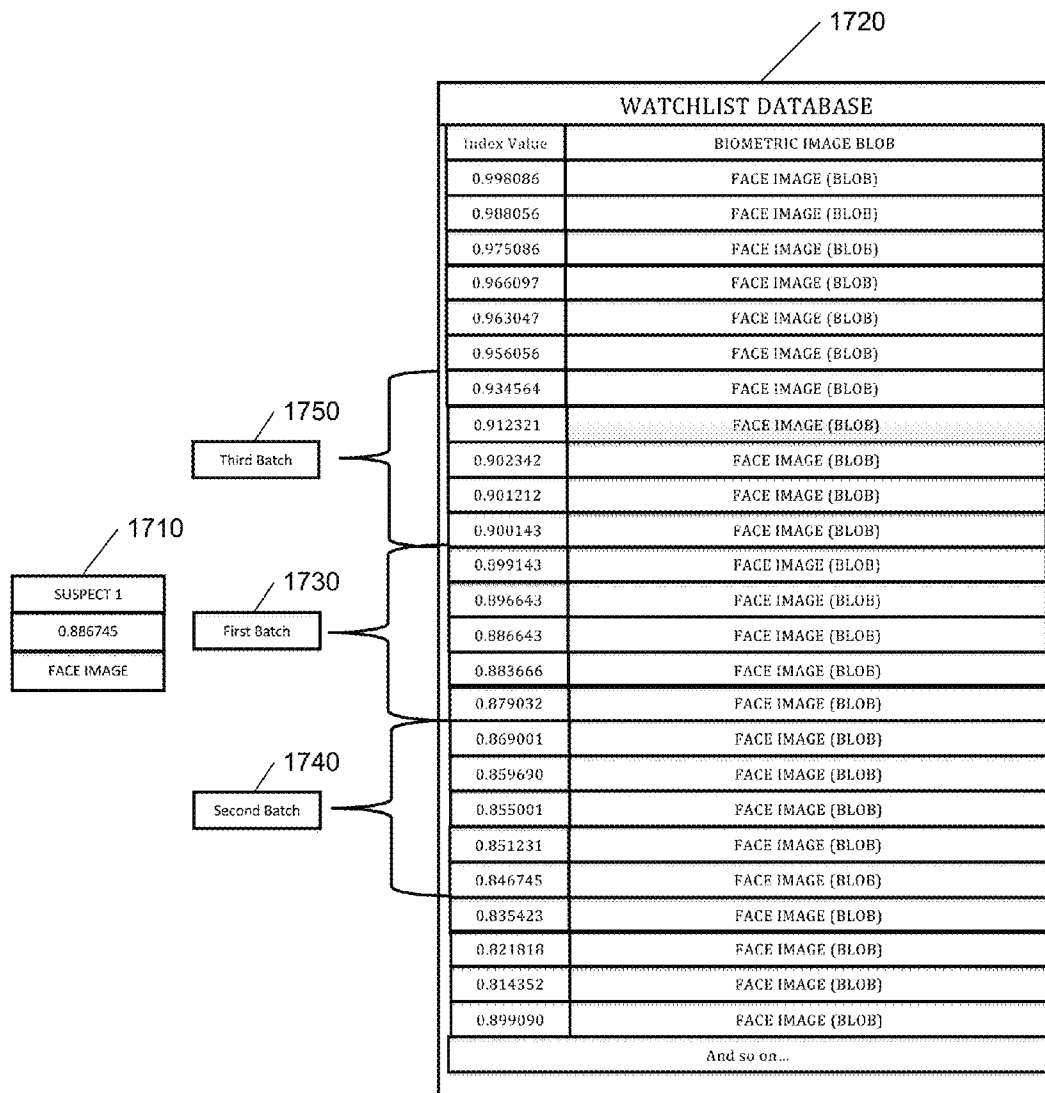 1720
WATCHLIST DATABASE
Index Value BIOMETRIC IMAGE BLOB
0.998086 FACE IMAGE (BLOB)
0.988056 FACE IMAGE (BLOB)
0.975086 FACE IMAGE (BLOB)
0.966097 FACE IMAGE (BLOB)
0.963047 FACE IMAGE (BLOB)
0.956056 FACE IMAGE (BLOB)
0.934564 FACE IMAGE (BLOB)
0.912321 FACE IMAGE (BLOB)
0.902342 FACE IMAGE (BLOB)
0.901212 FACE IMAGE (BLOB)
0.900143 FACE IMAGE (BLOB)
0.899143 FACE IMAGE (BLOB)
0.896643 FACE IMAGE (BLOB)
0.886643 FACE IMAGE (BLOB)
0.883666 FACE IMAGE (BLOB)
0.879032 FACE IMAGE (BLOB)
0.869001 FACE IMAGE (BLOB)
0.859690 FACE IMAGE (BLOB)
0.855001 FACE IMAGE (BLOB)
0.851231 FACE IMAGE (BLOB)
0.846745 FACE IMAGE (BLOB)
0.835423 FACE IMAGE (BLOB)
0.821818 FACE IMAGE (BLOB)
0.814352 FACE IMAGE (BLOB)
0.899090 FACE IMAGE (BLOB)
And so on...
1750
Third Batch
1710
SUSPECT 1
0.886745
FACE IMAGE
1730
First Batch
1740
Second Batch